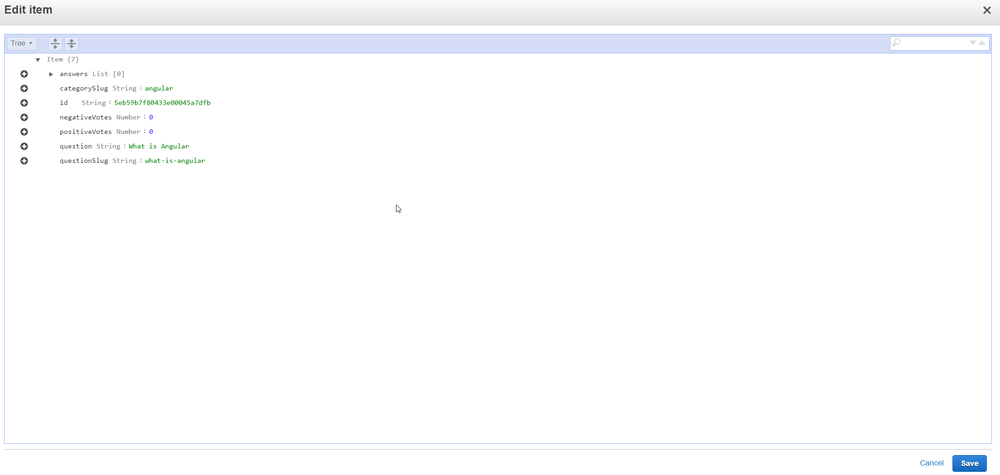 Edit item
Tree
Item {7}
answers List [0]
categorySlug String : angular
id String : 5eb59b7f80433e00045a7dfb
negativeVotes Number : 0
positiveVotes Number : 0
question String : What is Angular
questionSlug String : what-is-angular
Cancel Save